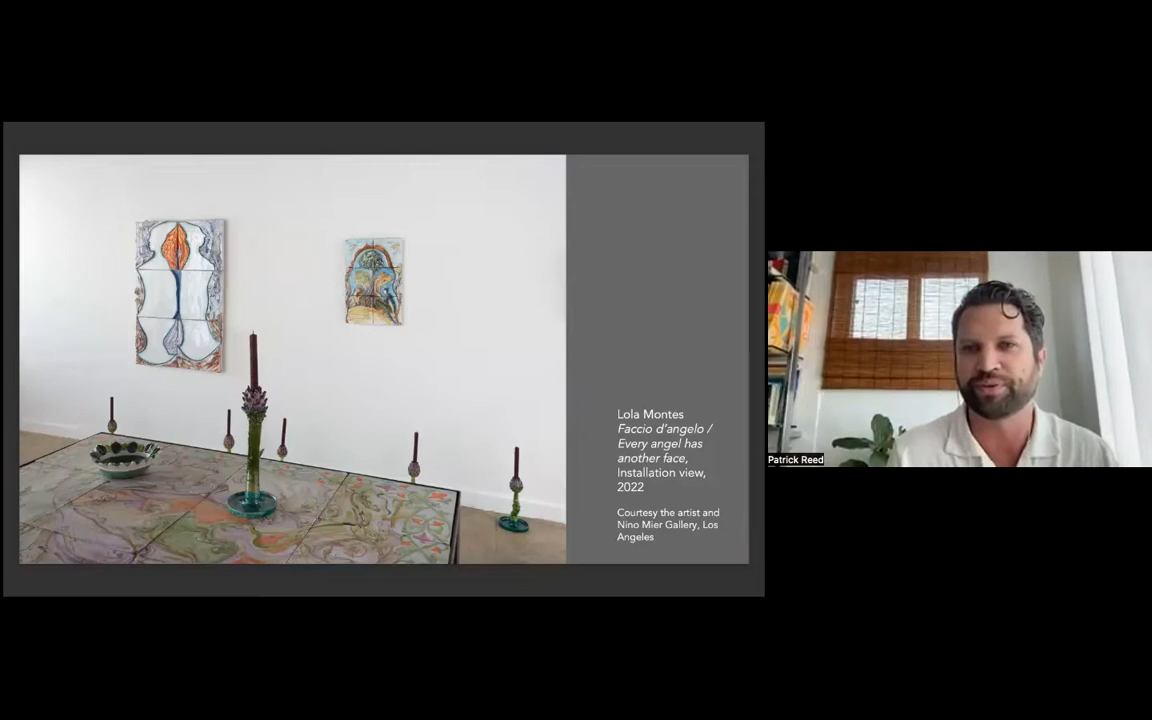 Lola Montes
Faccio d'angelo /
Every angel has
another face,
Installation view,
2022
Courtesy the artist and
Nino Mier Gallery, Los
Angeles
Patrick Reed